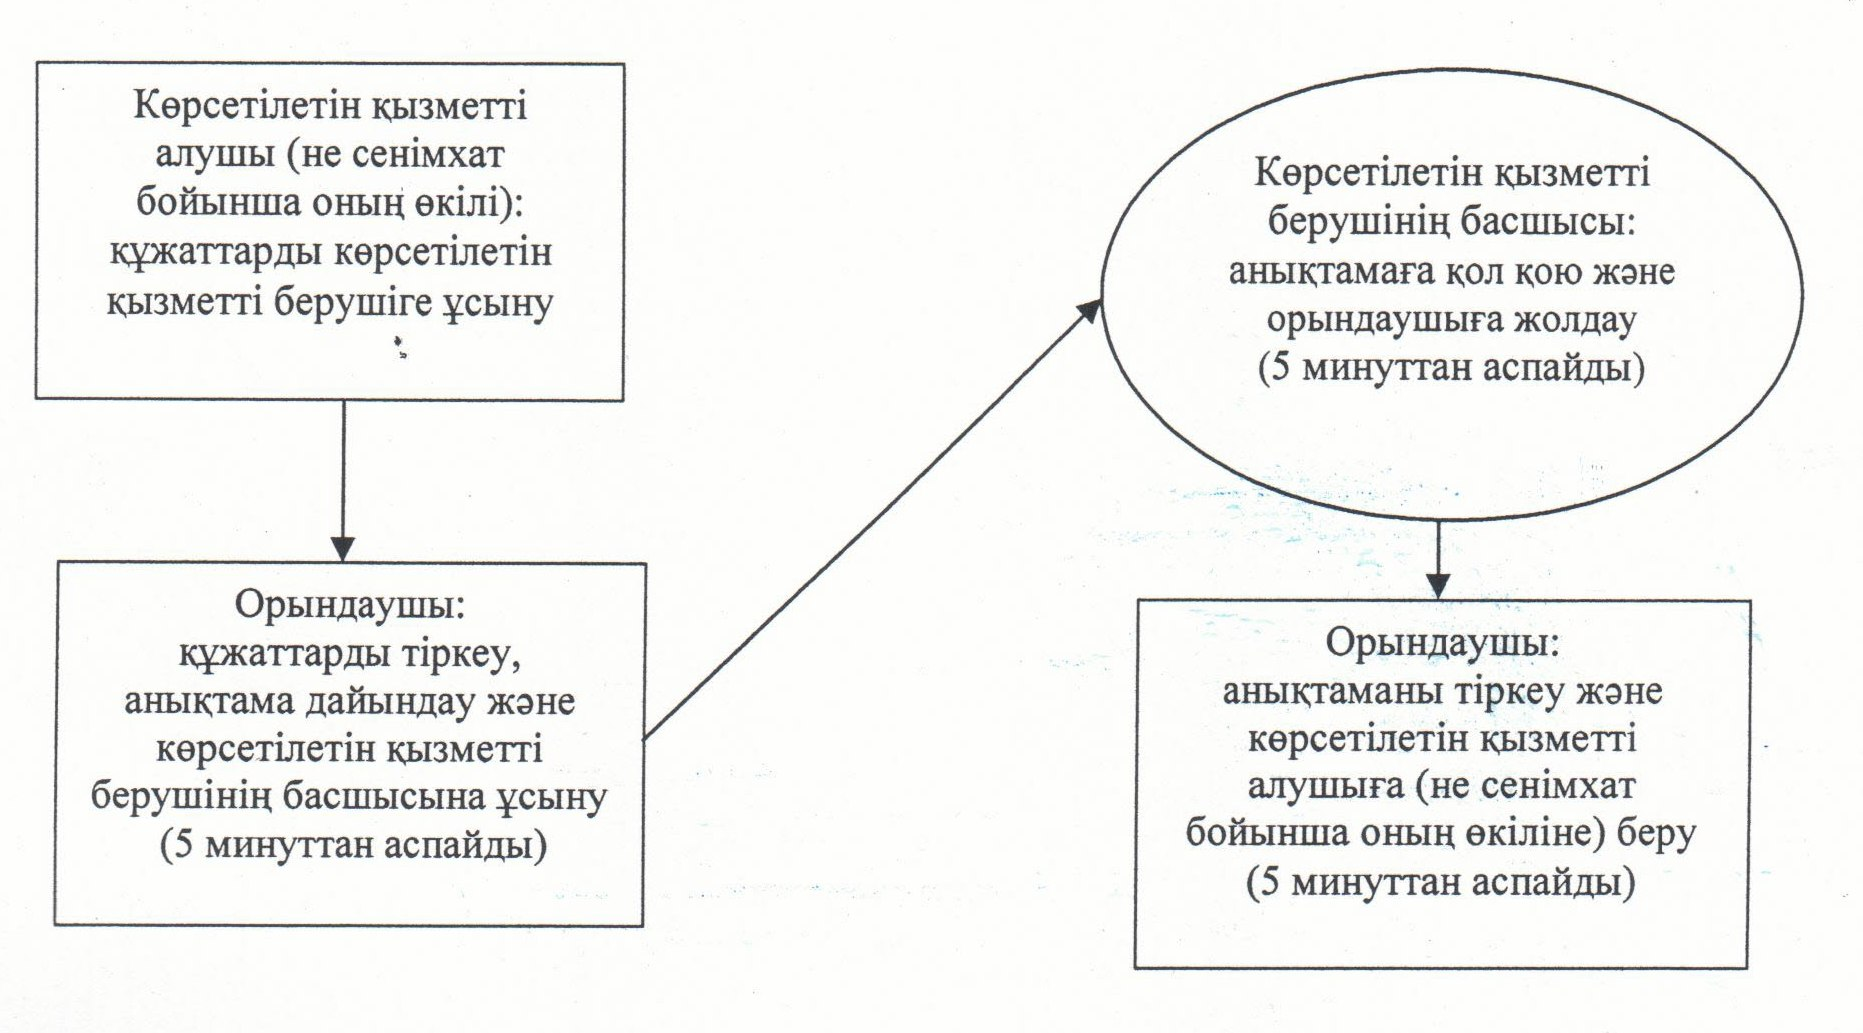 Көрсетілетін қызметті
алушы (не сенімхат
бойынша оның өкілі):
құжаттарды көрсетілетін
қызметті берушіге ұсыну
Орындаушы:
құжаттарды тіркеу,
анықтама дайындау және
көрсетілетін қызметті
берушінің басшысына ұсыну
(5 минуттан аспайды)
Көрсетілетін қызметті
берушінің басшысы:
анықтамаға қол қою және
орындаушыға жолдау
(5 минуттан аспайды)
Орындаушы:
анықтаманы тіркеу және
көрсетілетін қызметті
алушыға (не сенімхат
бойынша оның өкіліне) беру
(5 минуттан аспайды)